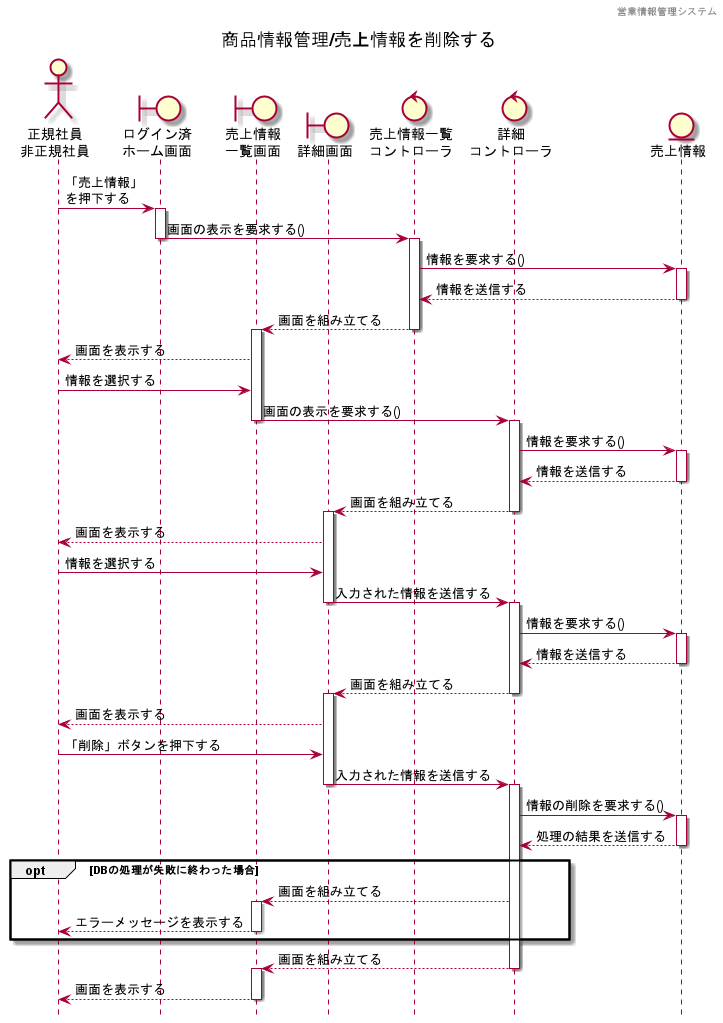 営業情報管理システム
商品情報管理/売上情報を削除する
正規社員
非正規社員
ログイン済
ホーム画面
売上情報
一覧画面
詳細画面
売上情報一覧
コントローラ
詳細
コントローラ
売上情報
「売上情報」
を押下する
画面の表示を要求する()
情報を要求する()
情報を送信する
画面を組み立てる
画面を表示する
情報を選択する
画面の表示を要求する()
情報を要求する()
情報を送信する
画面を組み立てる
画面を表示する
情報を選択する
入力された情報を送信する
情報を要求する()
情報を送信する
画面を組み立てる
画面を表示する
「削除」ボタンを押下する
入力された情報を送信する
情報の削除を要求する()
処理の結果を送信する
opt [DBの処理が失敗に終わった場合]
画面を組み立てる
エラーメッセージを表示する
画面を組み立てる
画面を表示する